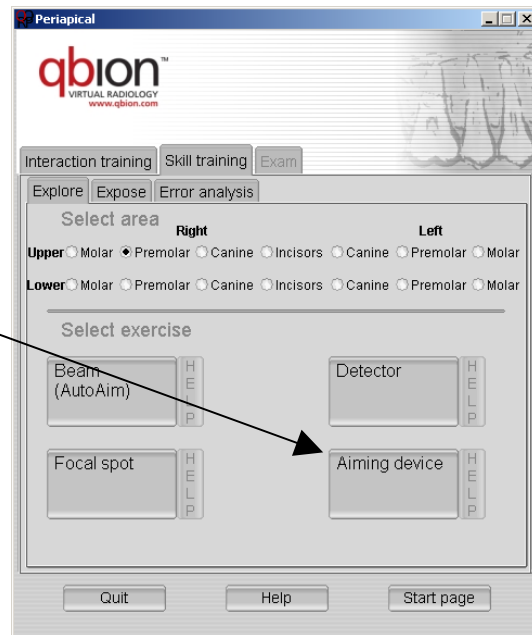 Periapical
qbion™
VIRTUAL RADIOLOGY
www.qbion.com
Interaction training Skill training Exam
Explore Expose Error analysis
Select area
Right Left
Upper Molar Premolar Canine Incisors Canine Premolar Molar
Lower Molar Premolar Canine Incisors Canine Premolar Molar
Select exercise
Beam (AutoAim) HELP Detector HELP
Focal spot HELP Aiming device HELP
Quit Help Start page